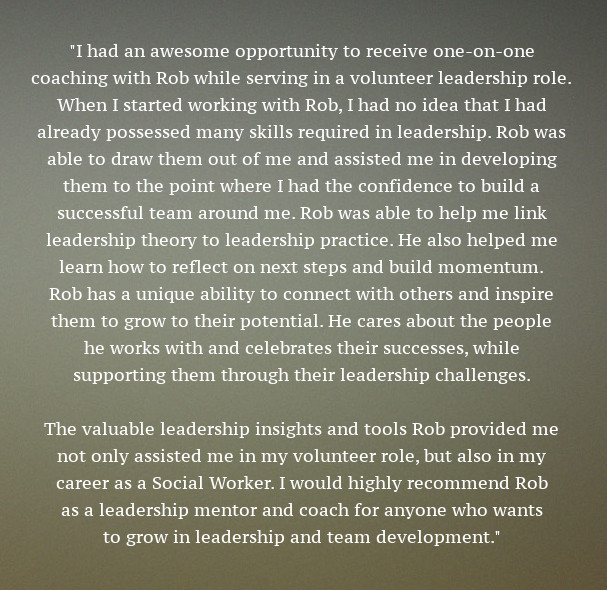 "I had an awesome opportunity to receive one-on-one
coaching with Rob while serving in a volunteer leadership role.
When I started working with Rob, I had no idea that I had
already possessed many skills required in leadership. Rob was
able to draw them out of me and assisted me in developing
them to the point where I had the confidence to build a
successful team around me. Rob was able to help me link
leadership theory to leadership practice. He also helped me
learn how to reflect on next steps and build momentum.
Rob has a unique ability to connect with others and inspire
them to grow to their potential. He cares about the people
he works with and celebrates their successes, while
supporting them through their leadership challenges.
The valuable leadership insights and tools Rob provided me
not only assisted me in my volunteer role, but also in my
career as a Social Worker. I would highly recommend Rob
as a leadership mentor and coach for anyone who wants
to grow in leadership and team development."